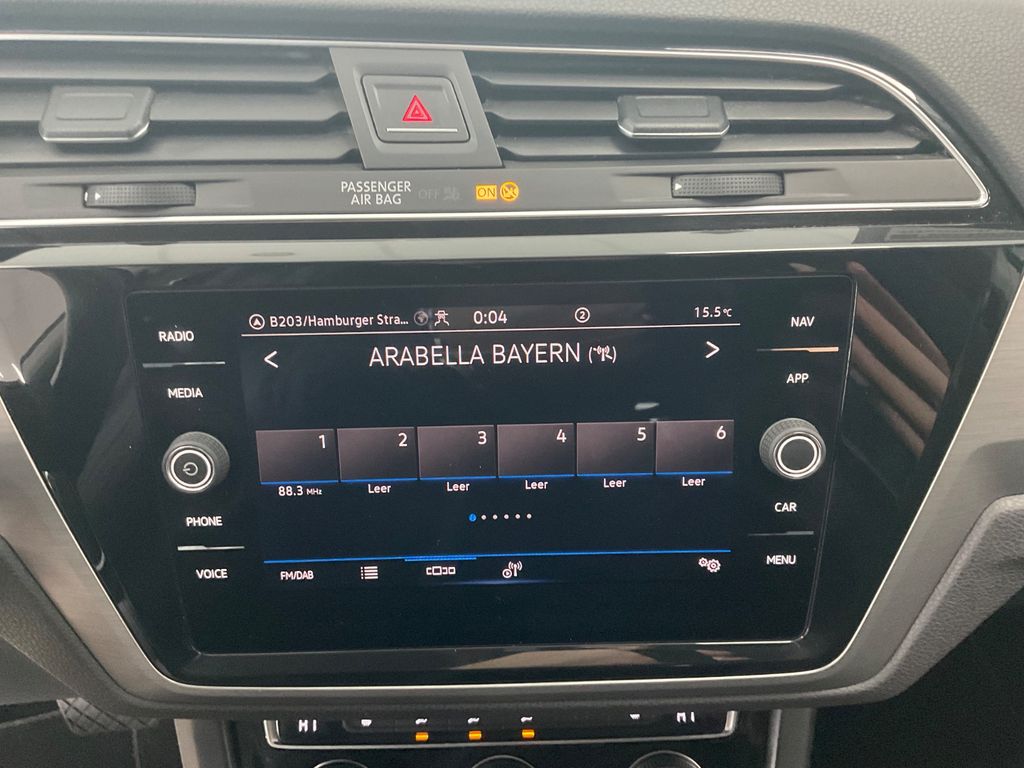 PASSENGER
AIR BAG
OFF
ON
RADIO
MEDIA
PHONE
VOICE
B203/Hamburger Stra...
0:04
2
15.5°C
< ARABELLA BAYERN >
1 2 3 4 5 6
88.3 MHz Leer Leer Leer Leer Leer
FM/DAB
NAV
APP
CAR
MENU